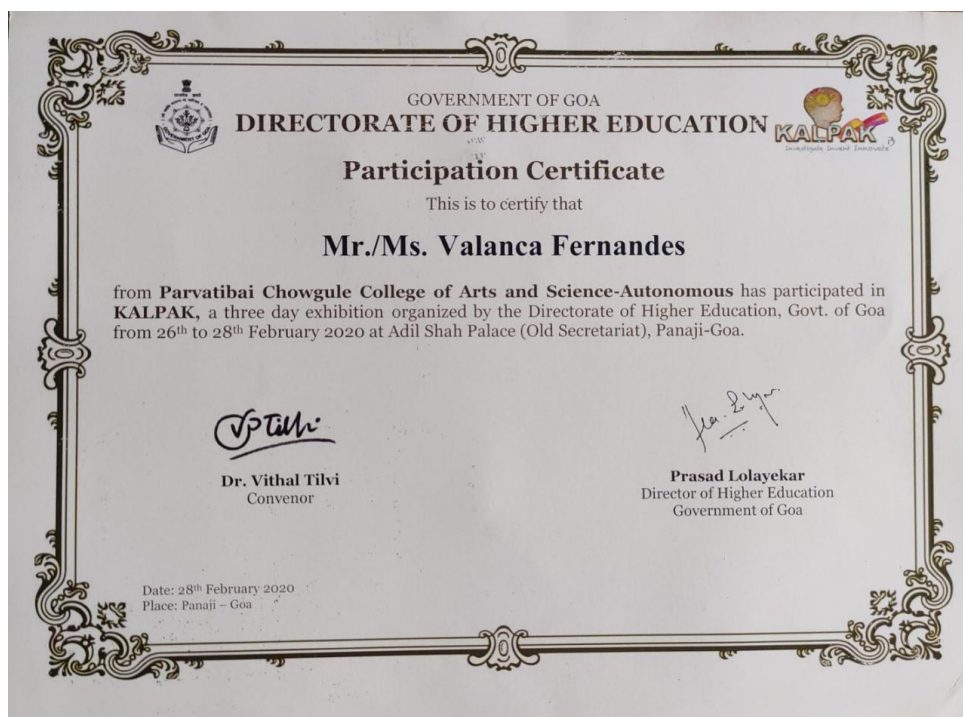 GOVERNMENT OF GOA
DIRECTORATE OF HIGHER EDUCATION
KALPAK
Investigate Invent Innovate
Participation Certificate
This is to certify that
Mr./Ms. Valanca Fernandes
from Parvatibai Chowgule College of Arts and Science-Autonomous has participated in
KALPAK, a three day exhibition organized by the Directorate of Higher Education, Govt. of Goa
from 26th to 28th February 2020 at Adil Shah Palace (Old Secretariat), Panaji-Goa.
VPTilvi
Dr. Vithal Tilvi
Convenor
Prasad Lolayekar
Director of Higher Education
Government of Goa
Date: 28th February 2020
Place: Panaji – Goa